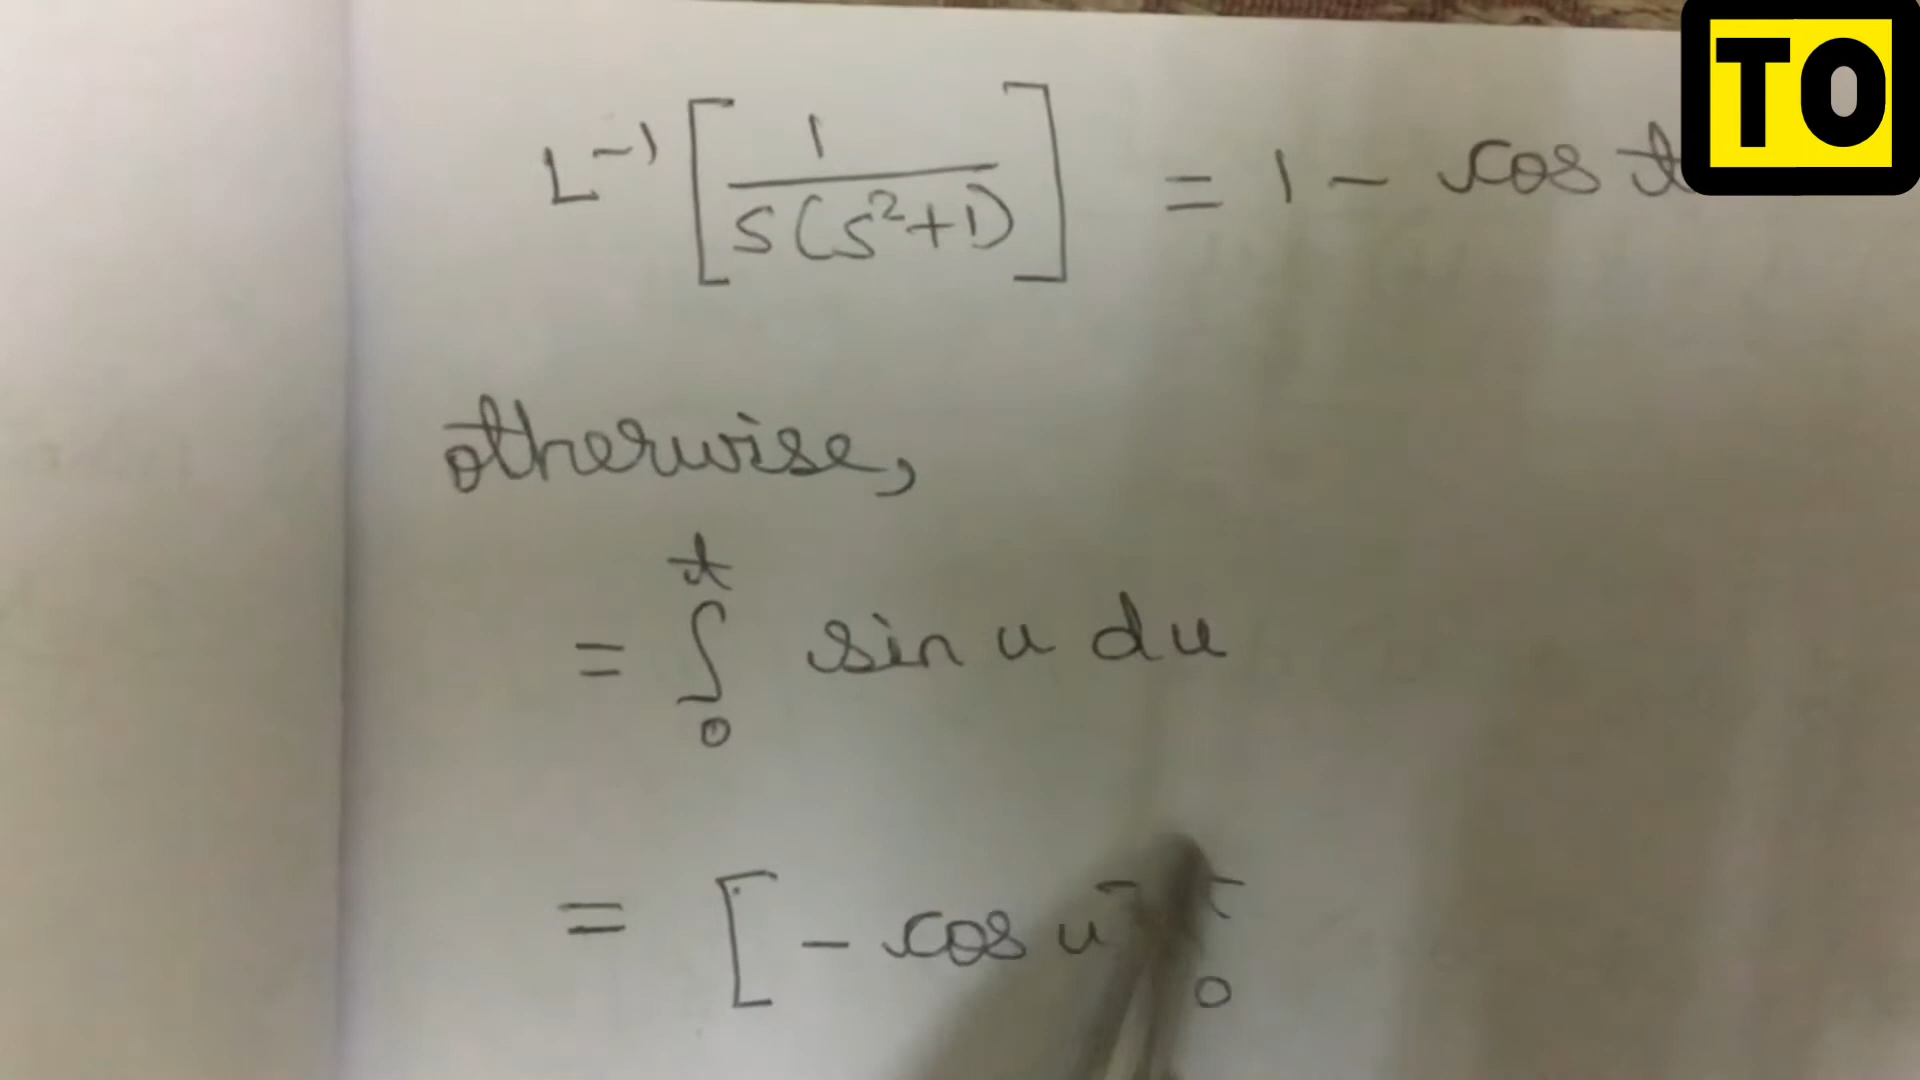 TO
L⁻¹ [ 1 / S(S²+1) ] = 1 - cos t
otherwise,
= ∫₀ᵗ sin u du
= [ - cos u ]₀ᵗ